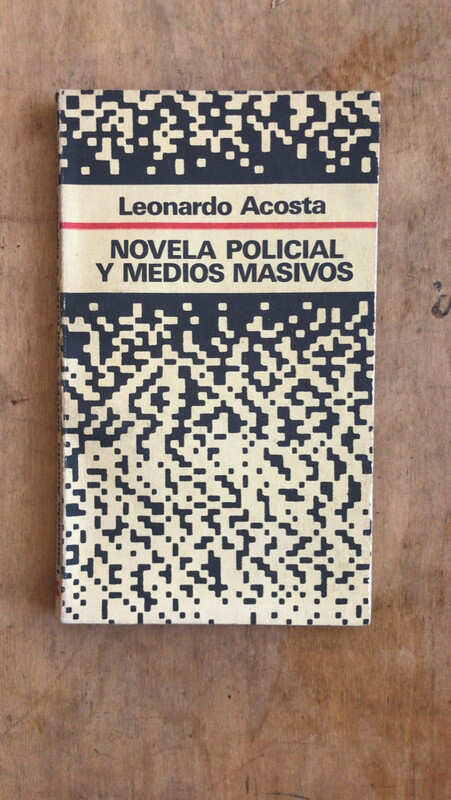 Leonardo Acosta
NOVELA POLICIAL
Y MEDIOS MASIVOS